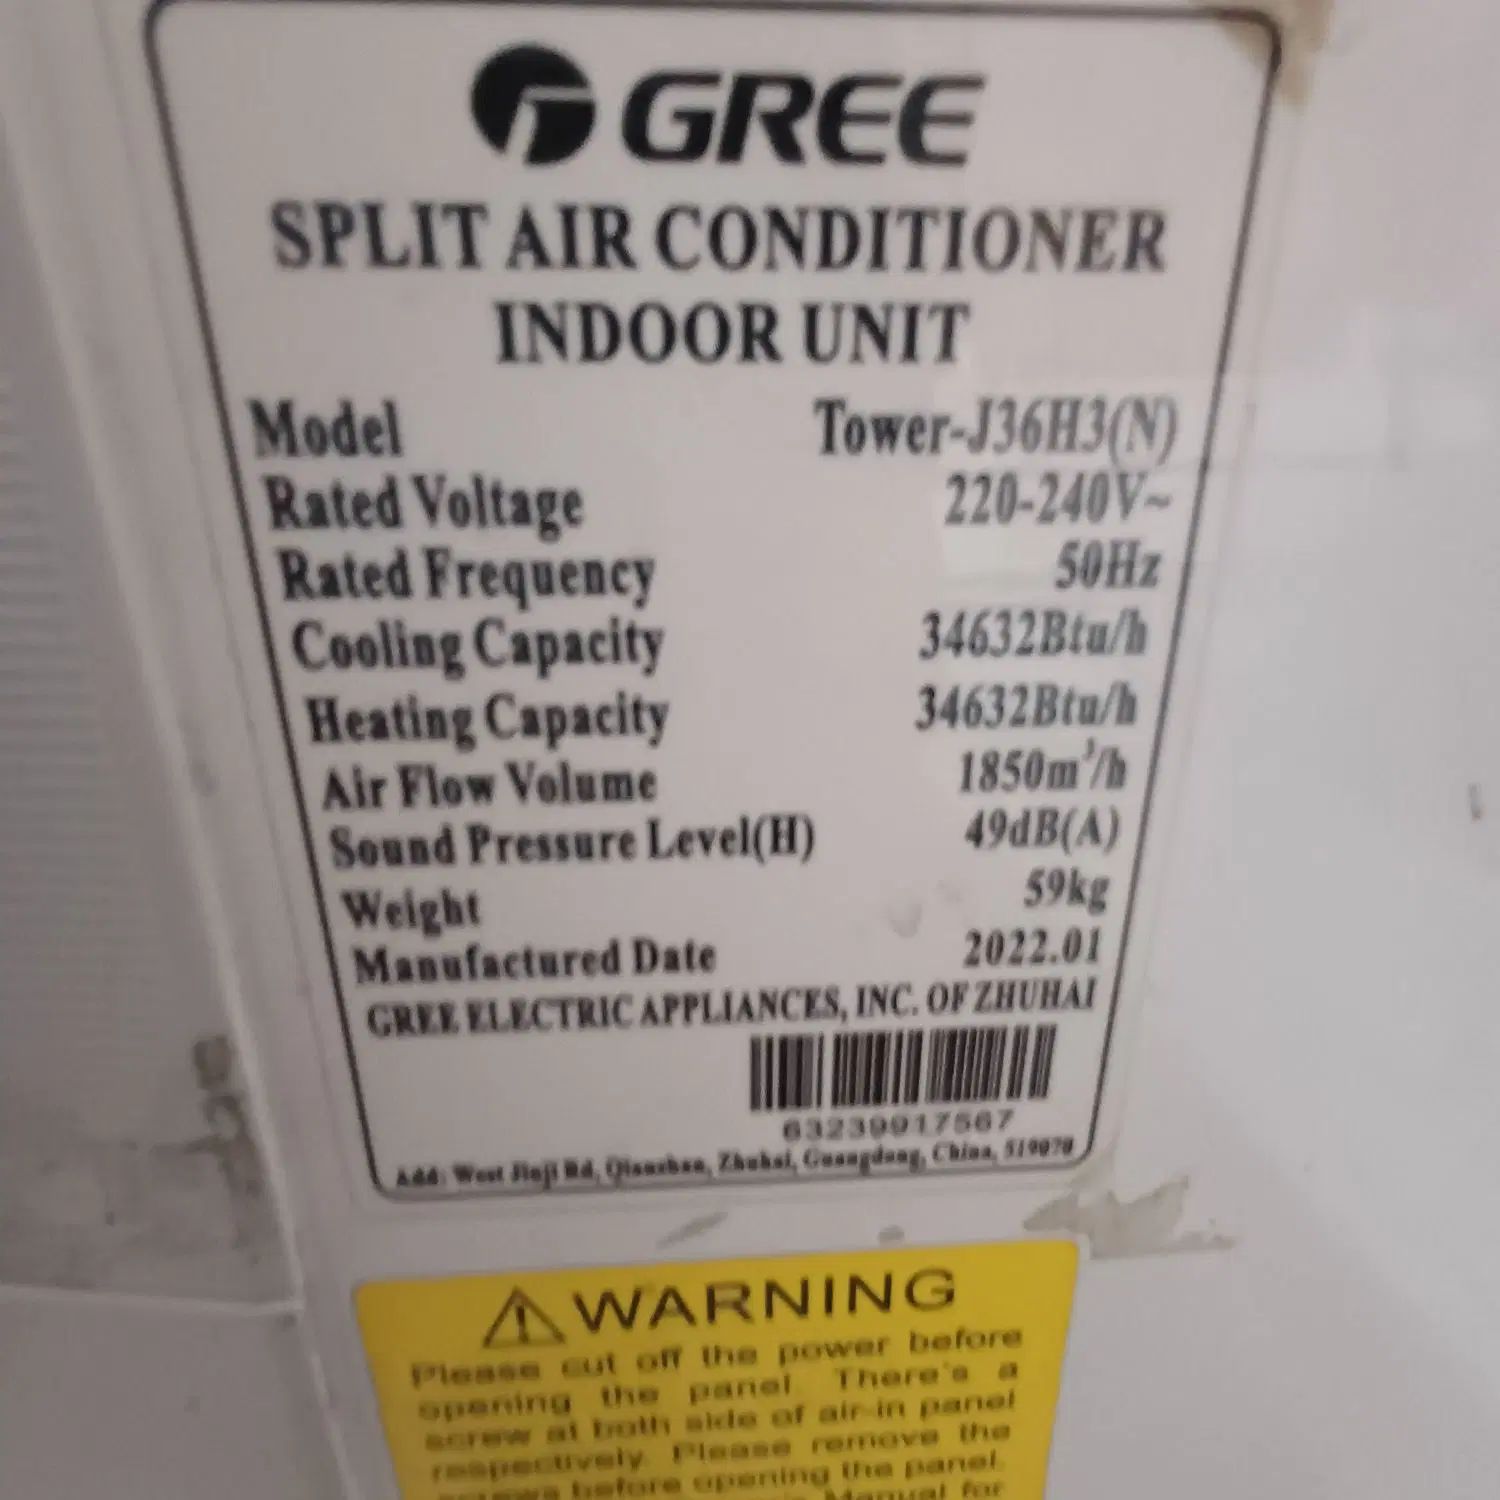 GREE
SPLIT AIR CONDITIONER
INDOOR UNIT
Model Tower-J36H3(N)
Rated Voltage 220-240V~
Rated Frequency 50Hz
Cooling Capacity 34632Btu/h
Heating Capacity 34632Btu/h
Air Flow Volume 1850m³/h
Sound Pressure Level(H) 49dB(A)
Weight 59kg
Manufactured Date 2022.01
GREE ELECTRIC APPLIANCES, INC. OF ZHUHAI
63239917567
Add: West Jinji Rd, Qianshan, Zhuhai, Guangdong, China, 519070
WARNING
Please cut off the power before
opening the panel. There's a
screw at both side of air-in panel
respectively. Please remove the
screws before opening the panel.
Manual for